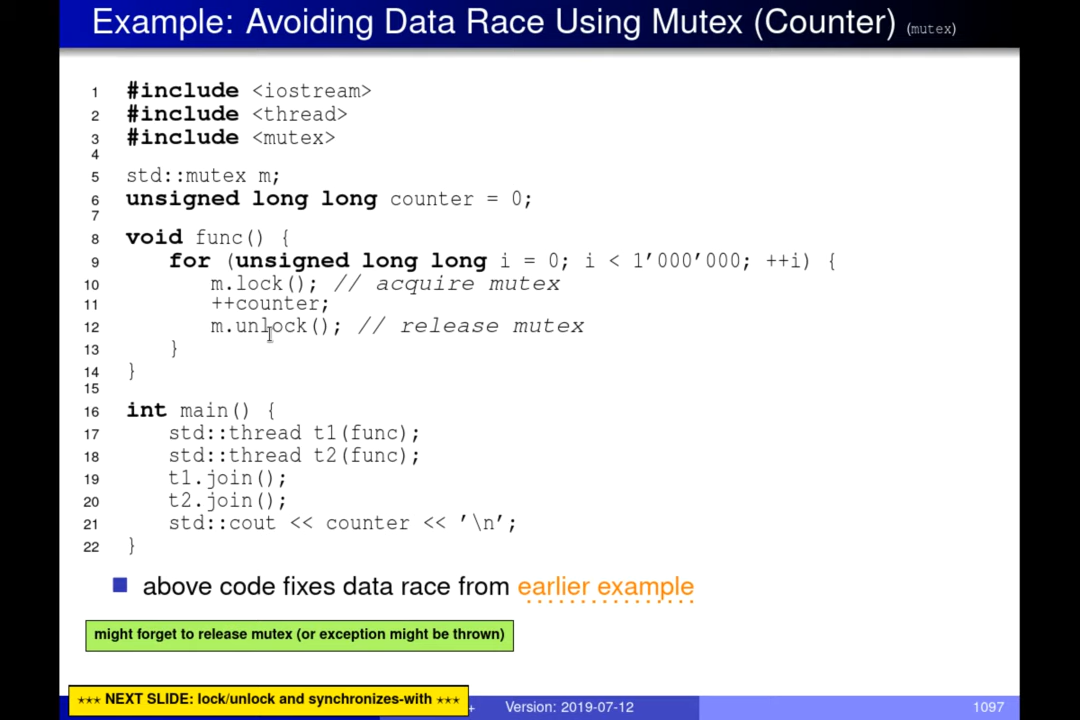 Example: Avoiding Data Race Using Mutex (Counter) (mutex)
1 #include <iostream>
2 #include <thread>
3 #include <mutex>
4
5 std::mutex m;
6 unsigned long long counter = 0;
7
8 void func() {
9 for (unsigned long long i = 0; i < 1’000’000; ++i) {
10 m.lock(); // acquire mutex
11 ++counter;
12 m.unlock(); // release mutex
13 }
14 }
15
16 int main() {
17 std::thread t1(func);
18 std::thread t2(func);
19 t1.join();
20 t2.join();
21 std::cout << counter << ’\n’;
22 }
above code fixes data race from earlier example
might forget to release mutex (or exception might be thrown)
*** NEXT SLIDE: lock/unlock and synchronizes-with *** + Version: 2019-07-12 1097